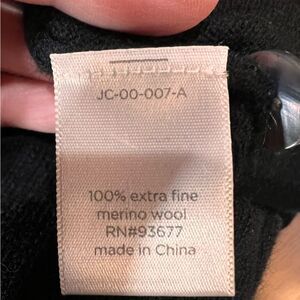 JC-00-007-A
100% extra fine
merino wool
RN#93677
made in China